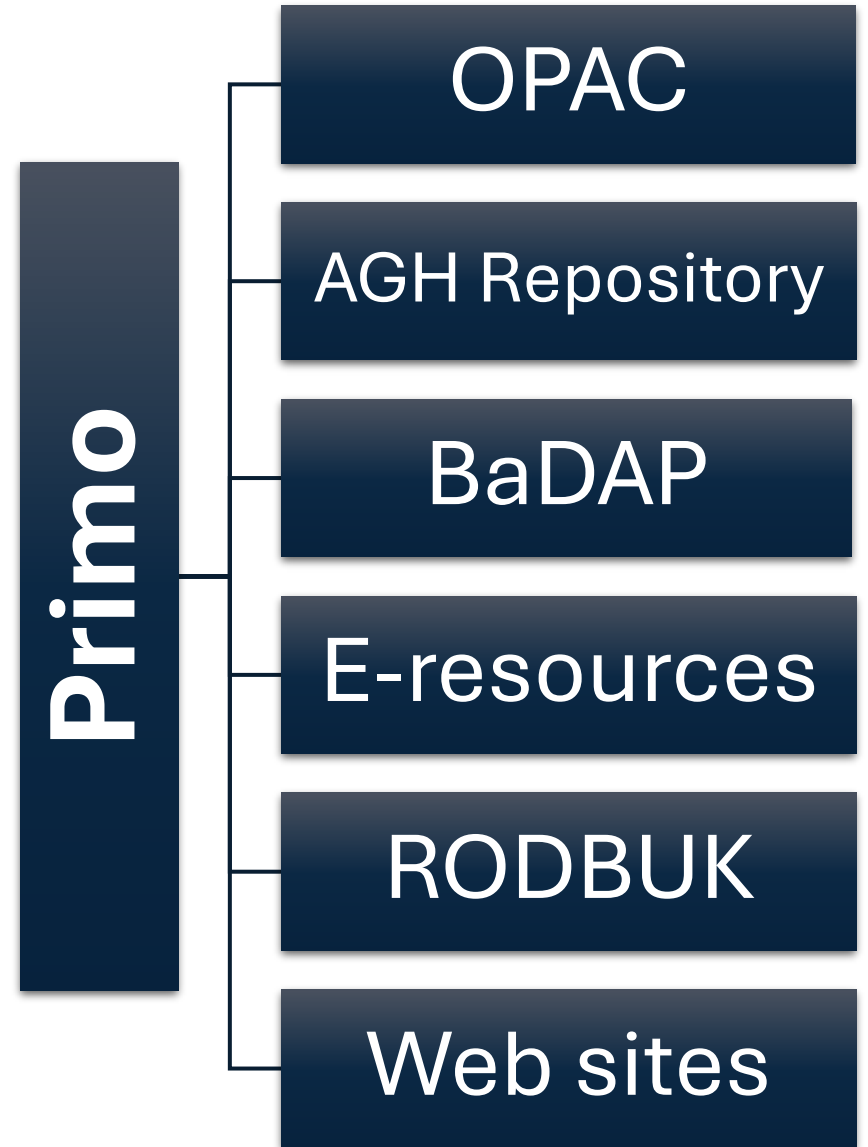 Primo
OPAC
AGH Repository
BaDAP
E-resources
RODBUK
Web sites